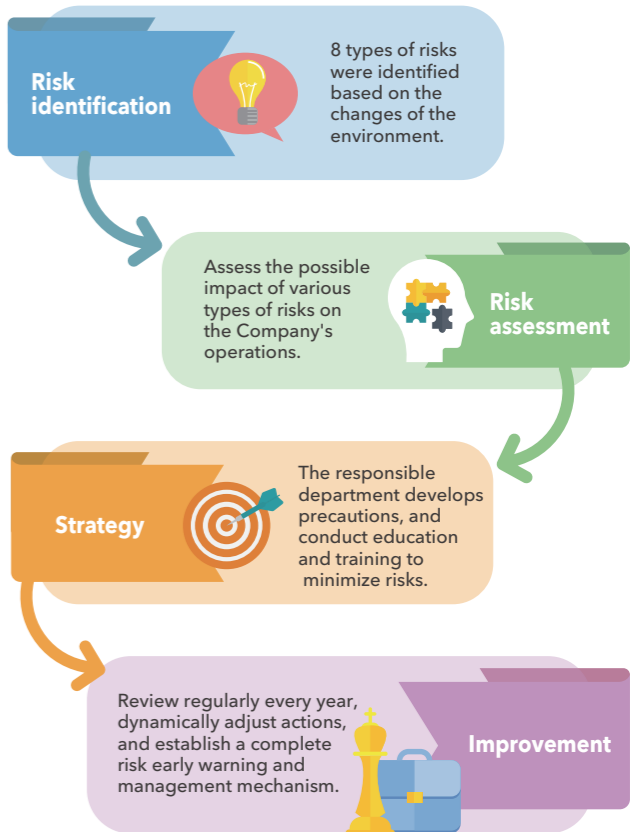 Risk
identification
8 types of risks
were identified
based on the
changes of the
environment.
Assess the possible
impact of various
types of risks on
the Company's
operations.
Risk
assessment
Strategy
The responsible
department develops
precautions, and
conduct education
and training to
minimize risks.
Review regularly every year,
dynamically adjust actions,
and establish a complete
risk early warning and
management mechanism.
Improvement